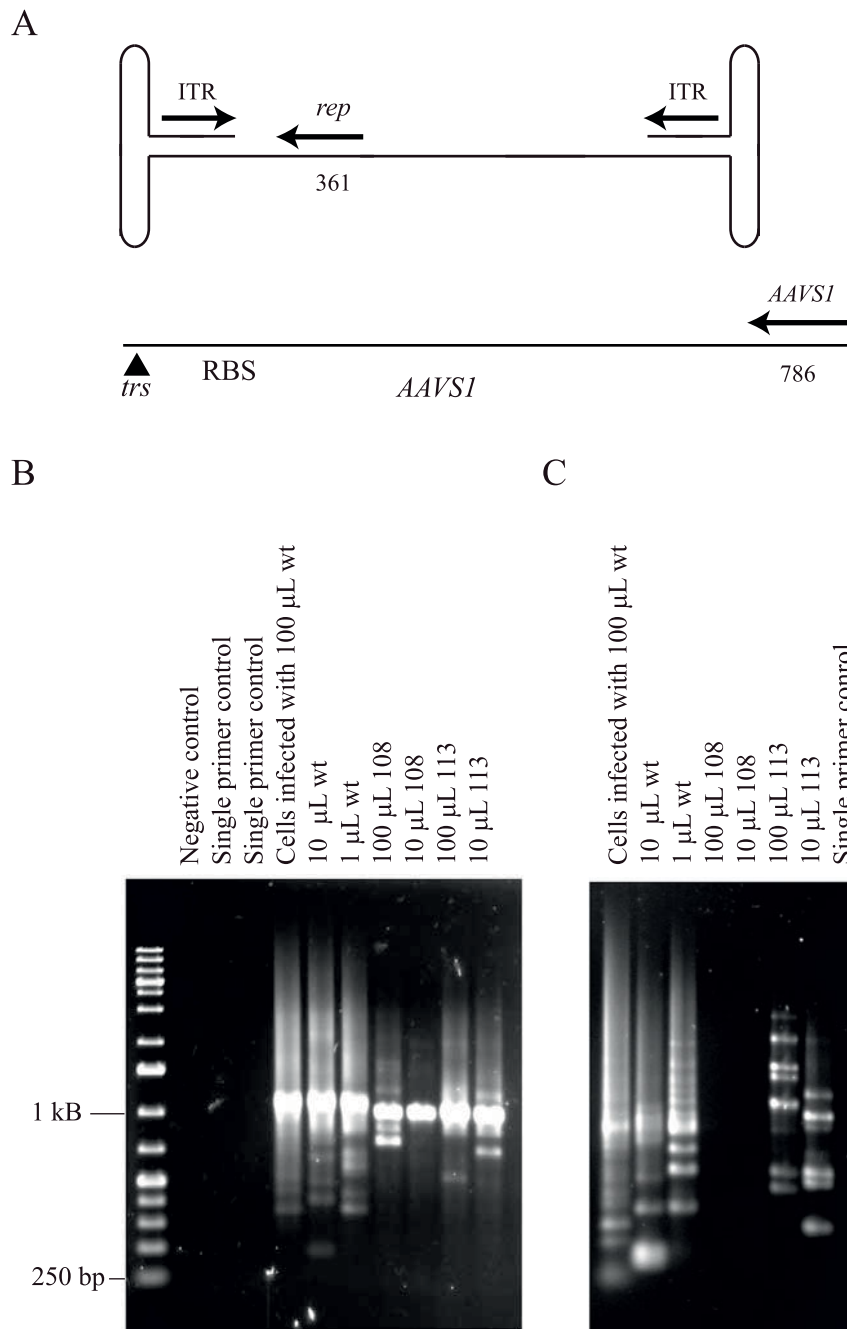 A
ITR
rep
ITR
361
AAVS1
trs
RBS
AAVS1
786
B
C
Negative control
Single primer control
Single primer control
Cells infected with 100 µL wt
10 µL wt
1 µL wt
100 µL 108
10 µL 108
100 µL 113
10 µL 113
Cells infected with 100 µL wt
10 µL wt
1 µL wt
100 µL 108
10 µL 108
100 µL 113
10 µL 113
Single primer conrol
1 kB
250 bp